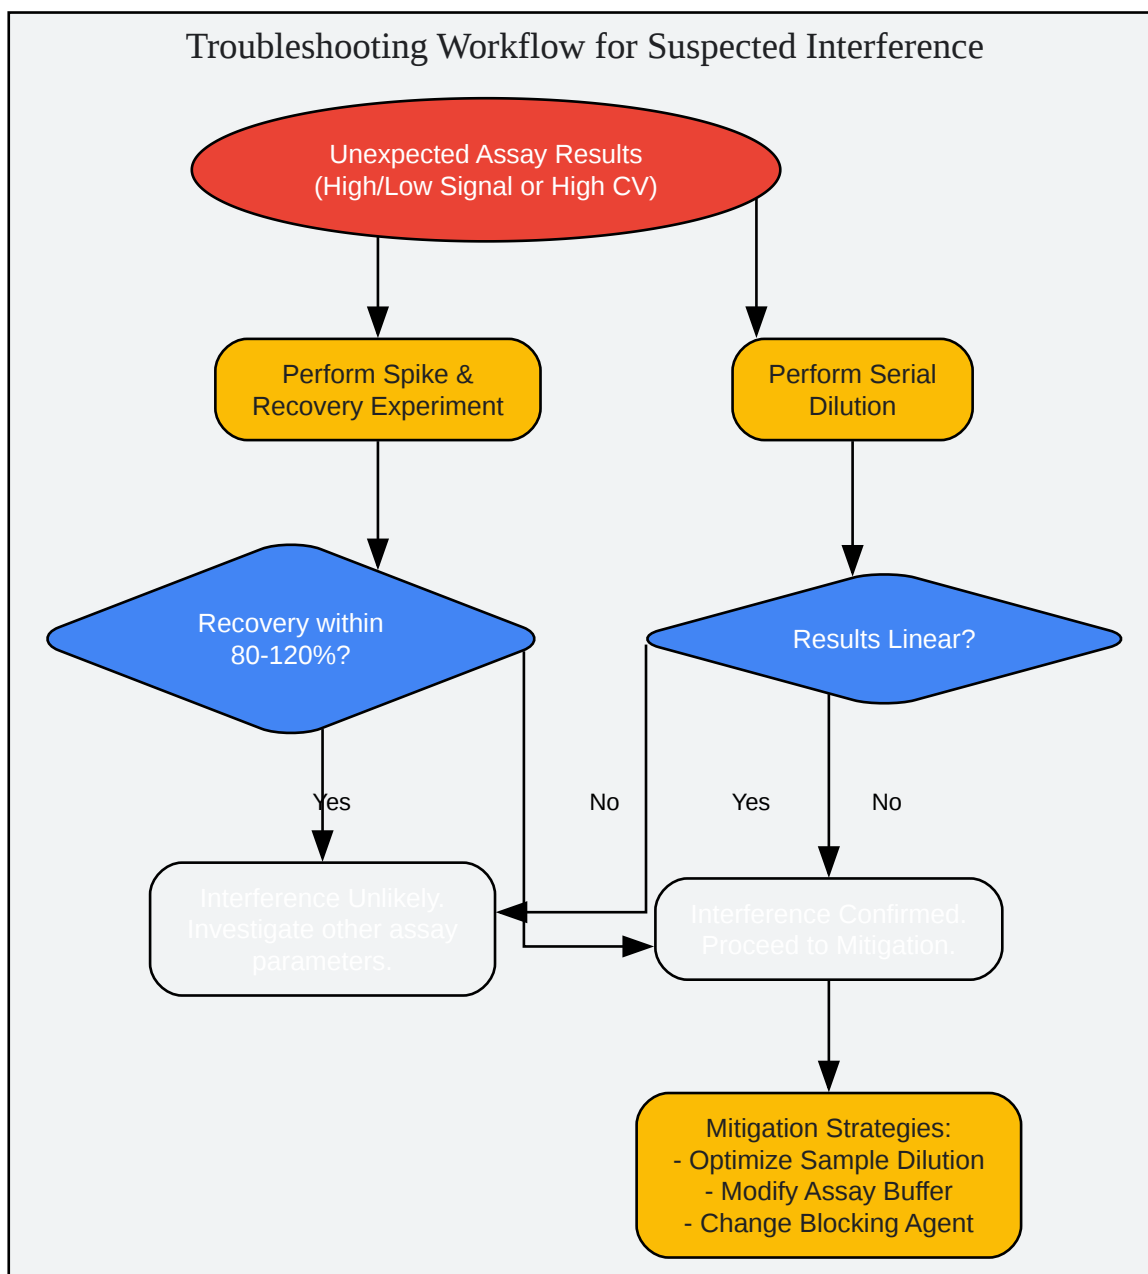 Troubleshooting Workflow for Suspected Interference
Unexpected Assay Results
(High/Low Signal or High CV)
Perform Spike &
Recovery Experiment
Perform Serial
Dilution
Recovery within
80-120%?
Results Linear?
Yes
No
Yes
No
Interference Unlikely.
Investigate other assay
parameters.
Interference Confirmed.
Proceed to Mitigation.
Mitigation Strategies:
- Optimize Sample Dilution
- Modify Assay Buffer
- Change Blocking Agent